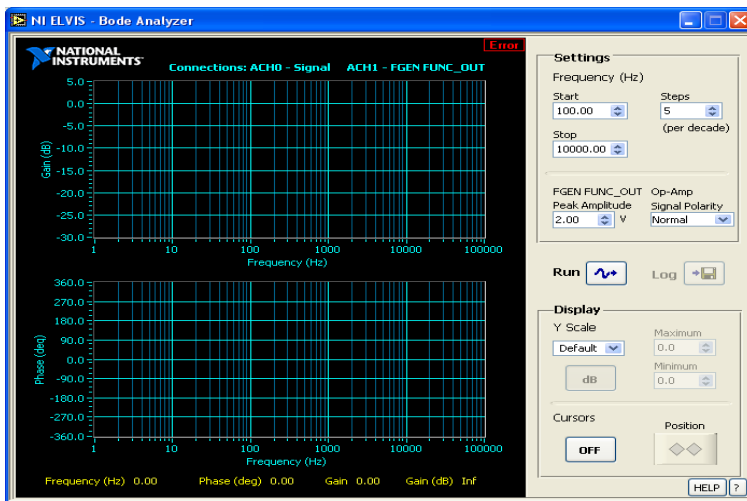 NI ELVIS - Bode Analyzer
Error
NATIONAL
INSTRUMENTS
Connections: ACH0 - Signal ACH1 - FGEN FUNC_OUT
5.0
0.0
-5.0
-10.0
-15.0
-20.0
-25.0
-30.0
Gain (dB)
1 10 100 1000 10000 100000
Frequency (Hz)
360.0
270.0
180.0
90.0
0.0
-90.0
-180.0
-270.0
-360.0
Phase (deg)
1 10 100 1000 10000 100000
Frequency (Hz)
Frequency (Hz) 0.00 Phase (deg) 0.00 Gain 0.00 Gain (dB) Inf
Settings
Frequency (Hz)
Start Steps
100.00 5
(per decade)
Stop
10000.00
FGEN FUNC_OUT Op-Amp
Peak Amplitude Signal Polarity
2.00 V Normal
Run Log
Display
Y Scale Maximum
Default 0.0
Minimum
dB 0.0
Cursors Position
OFF
HELP ?